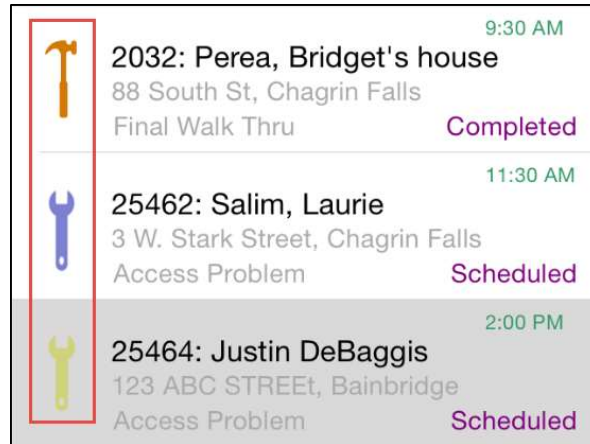 9:30 AM
2032: Perea, Bridget's house
88 South St, Chagrin Falls
Final Walk Thru Completed
11:30 AM
25462: Salim, Laurie
3 W. Stark Street, Chagrin Falls
Access Problem Scheduled
2:00 PM
25464: Justin DeBaggis
123 ABC STREEt, Bainbridge
Access Problem Scheduled